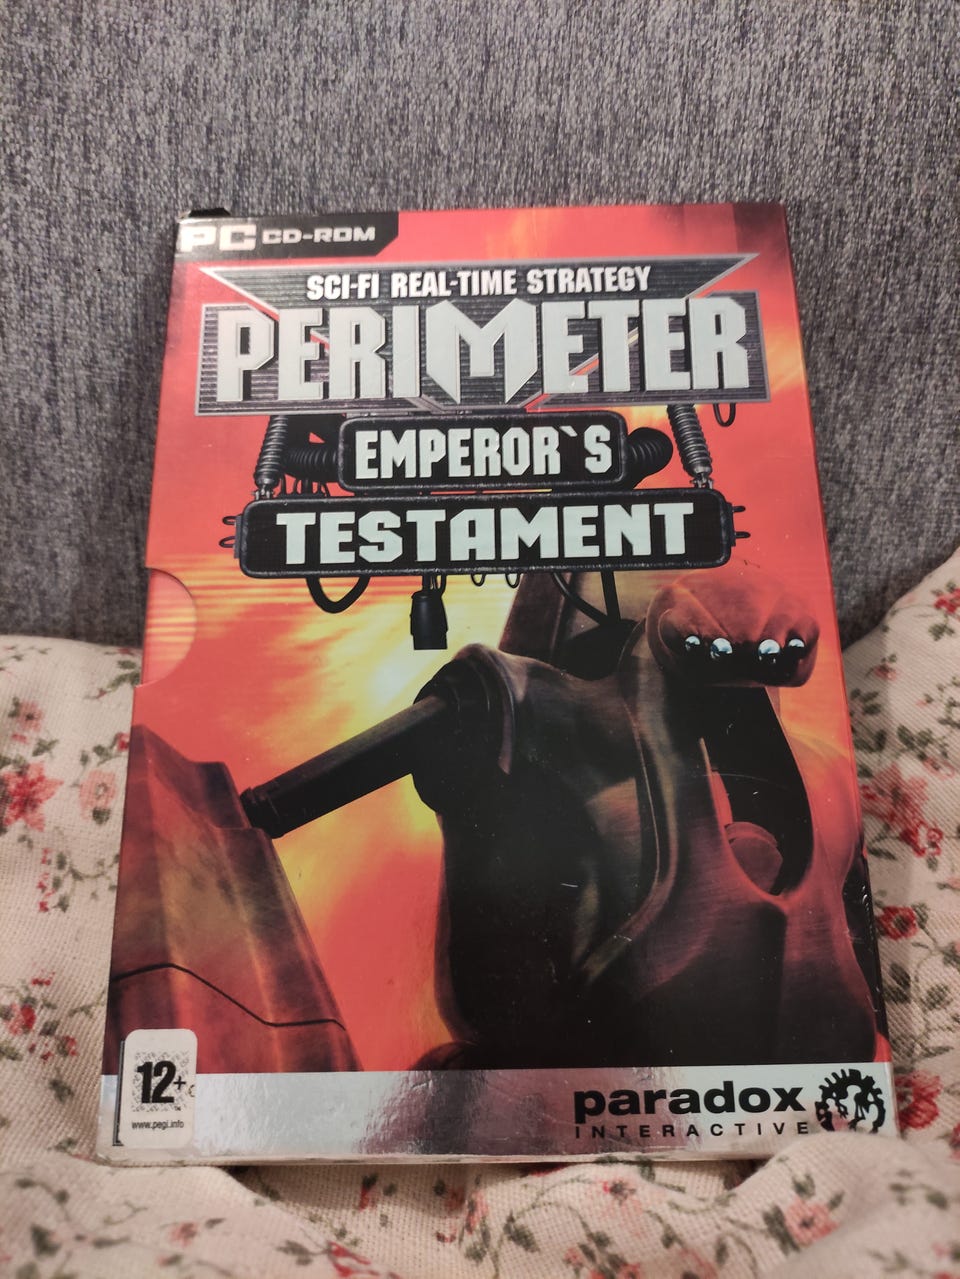 PC CD-ROM
SCI-FI REAL-TIME STRATEGY
PERIMETER
EMPEROR`S
TESTAMENT
12+
www.pegi.info
paradox
INTERACTIVE